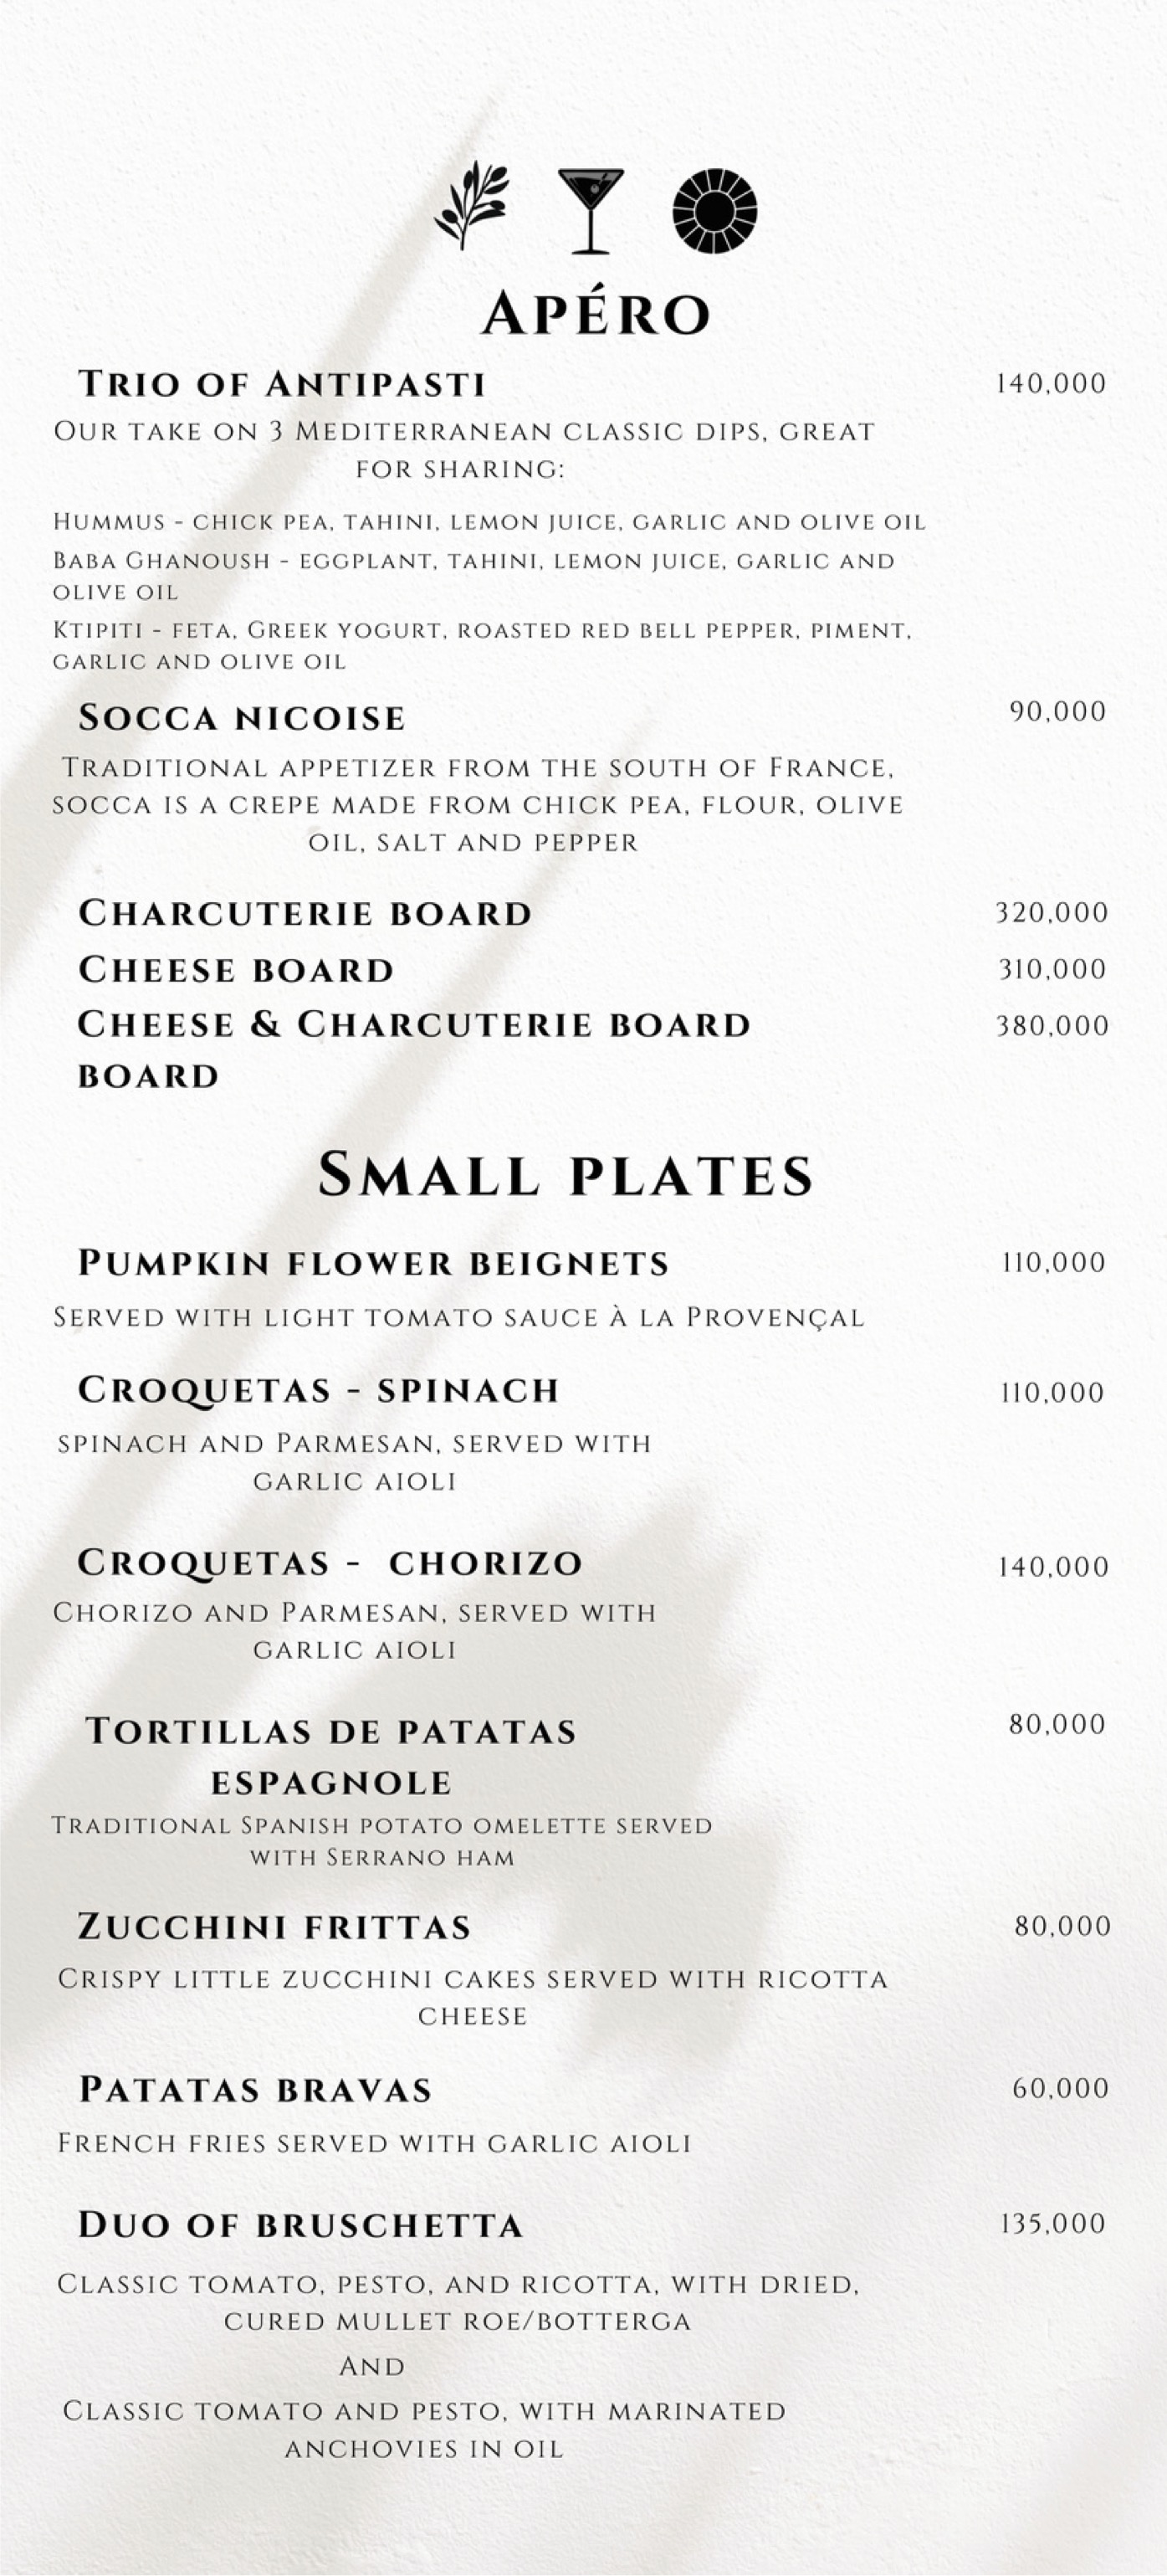 Apéro
Trio of Antipasti 140,000
Our take on 3 Mediterranean classic dips, great
for sharing:
Hummus - chick pea, tahini, lemon juice, garlic and olive oil
Baba Ghanoush - eggplant, tahini, lemon juice, garlic and
olive oil
Ktipiti - feta, Greek yogurt, roasted red bell pepper, piment,
garlic and olive oil
Socca nicoise 90,000
Traditional appetizer from the south of France,
socca is a crepe made from chick pea, flour, olive
oil, salt and pepper
Charcuterie board 320,000
Cheese board 310,000
Cheese & Charcuterie board 380,000
board
Small plates
Pumpkin flower beignets 110,000
Served with light tomato sauce à la Provençal
Croquetas - spinach 110,000
spinach and Parmesan, served with
garlic aioli
Croquetas - chorizo 140,000
Chorizo and Parmesan, served with
garlic aioli
Tortillas de patatas 80,000
espagnole
Traditional Spanish potato omelette served
with Serrano ham
Zucchini frittas 80,000
Crispy little zucchini cakes served with ricotta
cheese
Patatas bravas 60,000
French fries served with garlic aioli
Duo of bruschetta 135,000
Classic tomato, pesto, and ricotta, with dried,
cured mullet roe/botterga
And
Classic tomato and pesto, with marinated
anchovies in oil